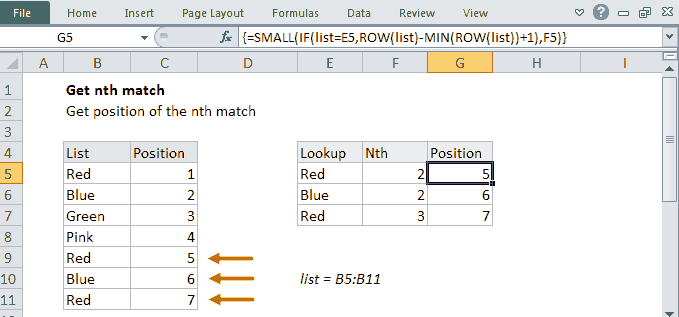 File Home Insert Page Layout Formulas Data Review View
G5 fx {=SMALL(IF(list=E5,ROW(list)-MIN(ROW(list))+1),F5)}
A B C D E F G H I
1 Get nth match
2 Get position of the nth match
3
4 List Position Lookup Nth Position
5 Red 1 Red 2 5
6 Blue 2 Blue 2 6
7 Green 3 Red 3 7
8 Pink 4
9 Red 5
10 Blue 6 list = B5:B11
11 Red 7